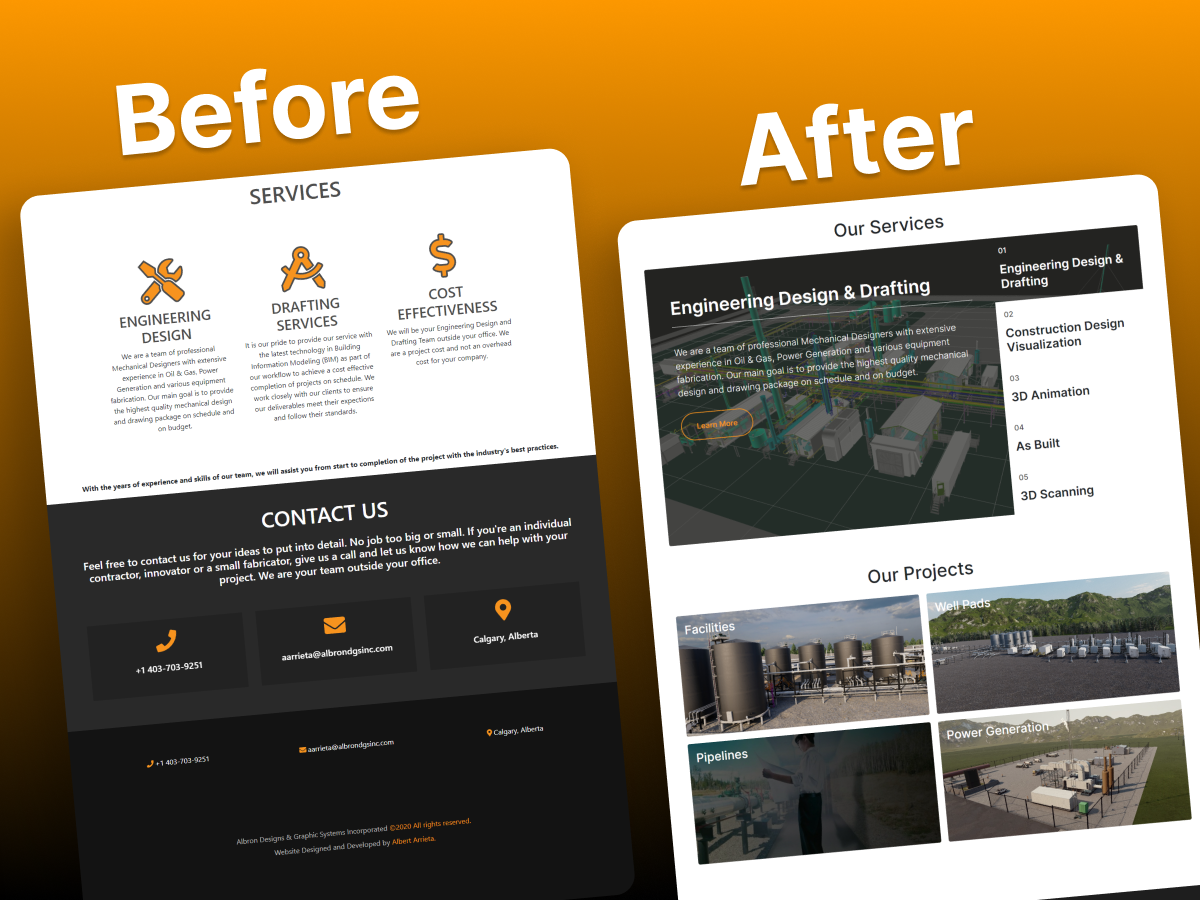 Before
SERVICES
ENGINEERING
DESIGN
We are a team of professional
Mechanical Designers with extensive
experience in Oil & Gas, Power
Generation and various equipment
fabrication. Our main goal is to provide
the highest quality mechanical design
and drawing package on schedule and
on budget.
DRAFTING
SERVICES
It is our pride to provide our service with
the latest technology in Building
Information Modeling (BIM) as part of
our workflow to achieve a cost effective
completion of projects on schedule. We
work closely with our clients to ensure
our deliverables meet their expections
and follow their standards.
COST
EFFECTIVENESS
We will be your Engineering Design and
Drafting Team outside your office. We
are a project cost and not an overhead
cost for your company.
With the years of experience and skills of our team, we will assist you from start to completion of the project with the industry's best practices.
CONTACT US
Feel free to contact us for your ideas to put into detail. No job too big or small. If you're an individual
contractor, innovator or a small fabricator, give us a call and let us know how we can help with your
project. We are your team outside your office.
+1 403-703-9251
aarrieta@albrondgsinc.com
Calgary, Alberta
+1 403-703-9251
aarrieta@albrondgsinc.com
Calgary, Alberta
Albron Designs & Graphic Systems Incorporated ©2020 All rights reserved.
Website Designed and Developed by Albert Arrieta.
After
Our Services
Engineering Design & Drafting
We are a team of professional Mechanical Designers with extensive
experience in Oil & Gas, Power Generation and various equipment
fabrication. Our main goal is to provide the highest quality mechanical
design and drawing package on schedule and on budget.
Learn More
01
Engineering Design &
Drafting
02
Construction Design
Visualization
03
3D Animation
04
As Built
05
3D Scanning
Our Projects
Facilities
Well Pads
Pipelines
Power Generation